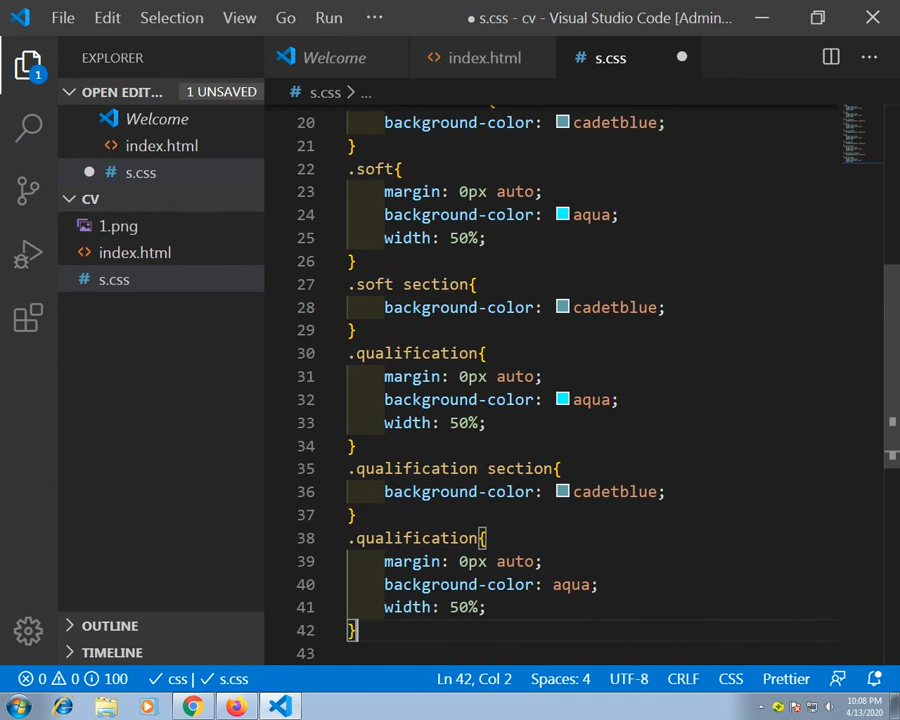 File Edit Selection View Go Run ··· ● s.css - cv - Visual Studio Code [Admin...
EXPLORER
Welcome
index.html
# s.css
OPEN EDIT... 1 UNSAVED
Welcome
index.html
# s.css
CV
1.png
index.html
# s.css
OUTLINE
TIMELINE
1
# s.css > ...
20 background-color: cadetblue;
21 }
22 .soft{
23 margin: 0px auto;
24 background-color: aqua;
25 width: 50%;
26 }
27 .soft section{
28 background-color: cadetblue;
29 }
30 .qualification{
31 margin: 0px auto;
32 background-color: aqua;
33 width: 50%;
34 }
35 .qualification section{
36 background-color: cadetblue;
37 }
38 .qualification{
39 margin: 0px auto;
40 background-color: aqua;
41 width: 50%;
42 }
43
0 0 100 css | s.css Ln 42, Col 2 Spaces: 4 UTF-8 CRLF CSS Prettier
10:08 PM
4/13/2020